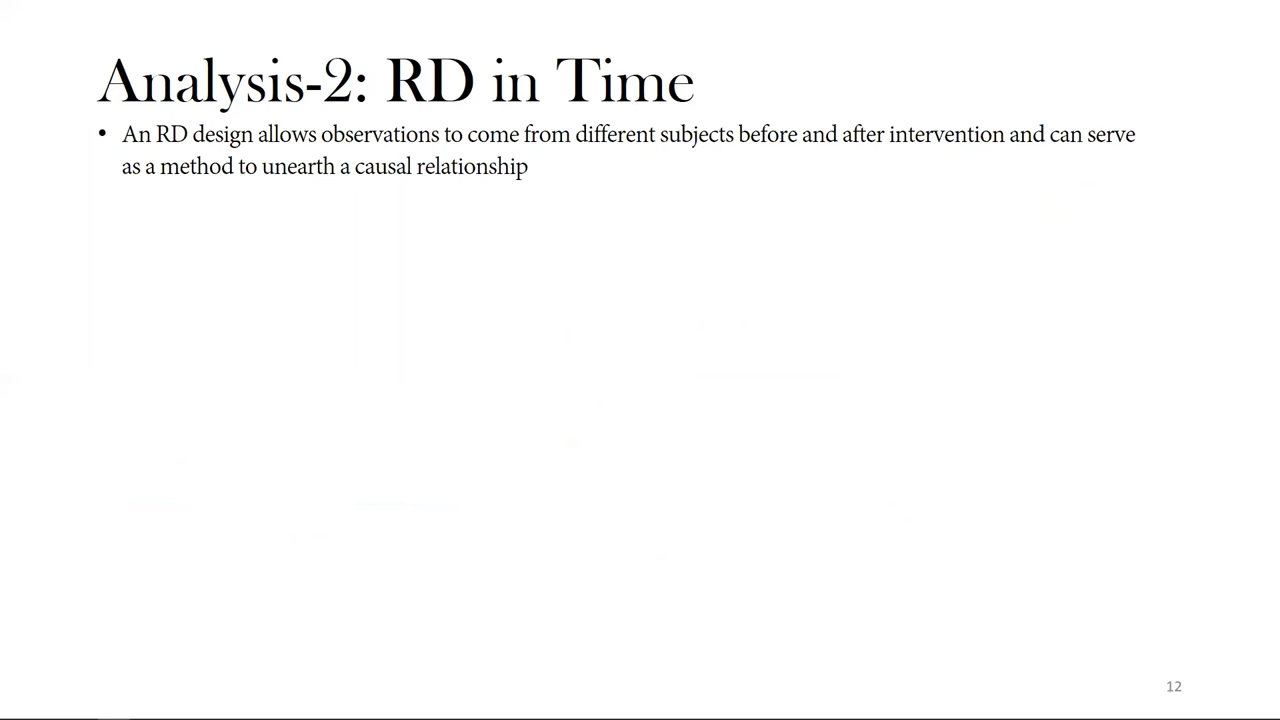 Analysis-2: RD in Time
• An RD design allows observations to come from different subjects before and after intervention and can serve
as a method to unearth a causal relationship
12